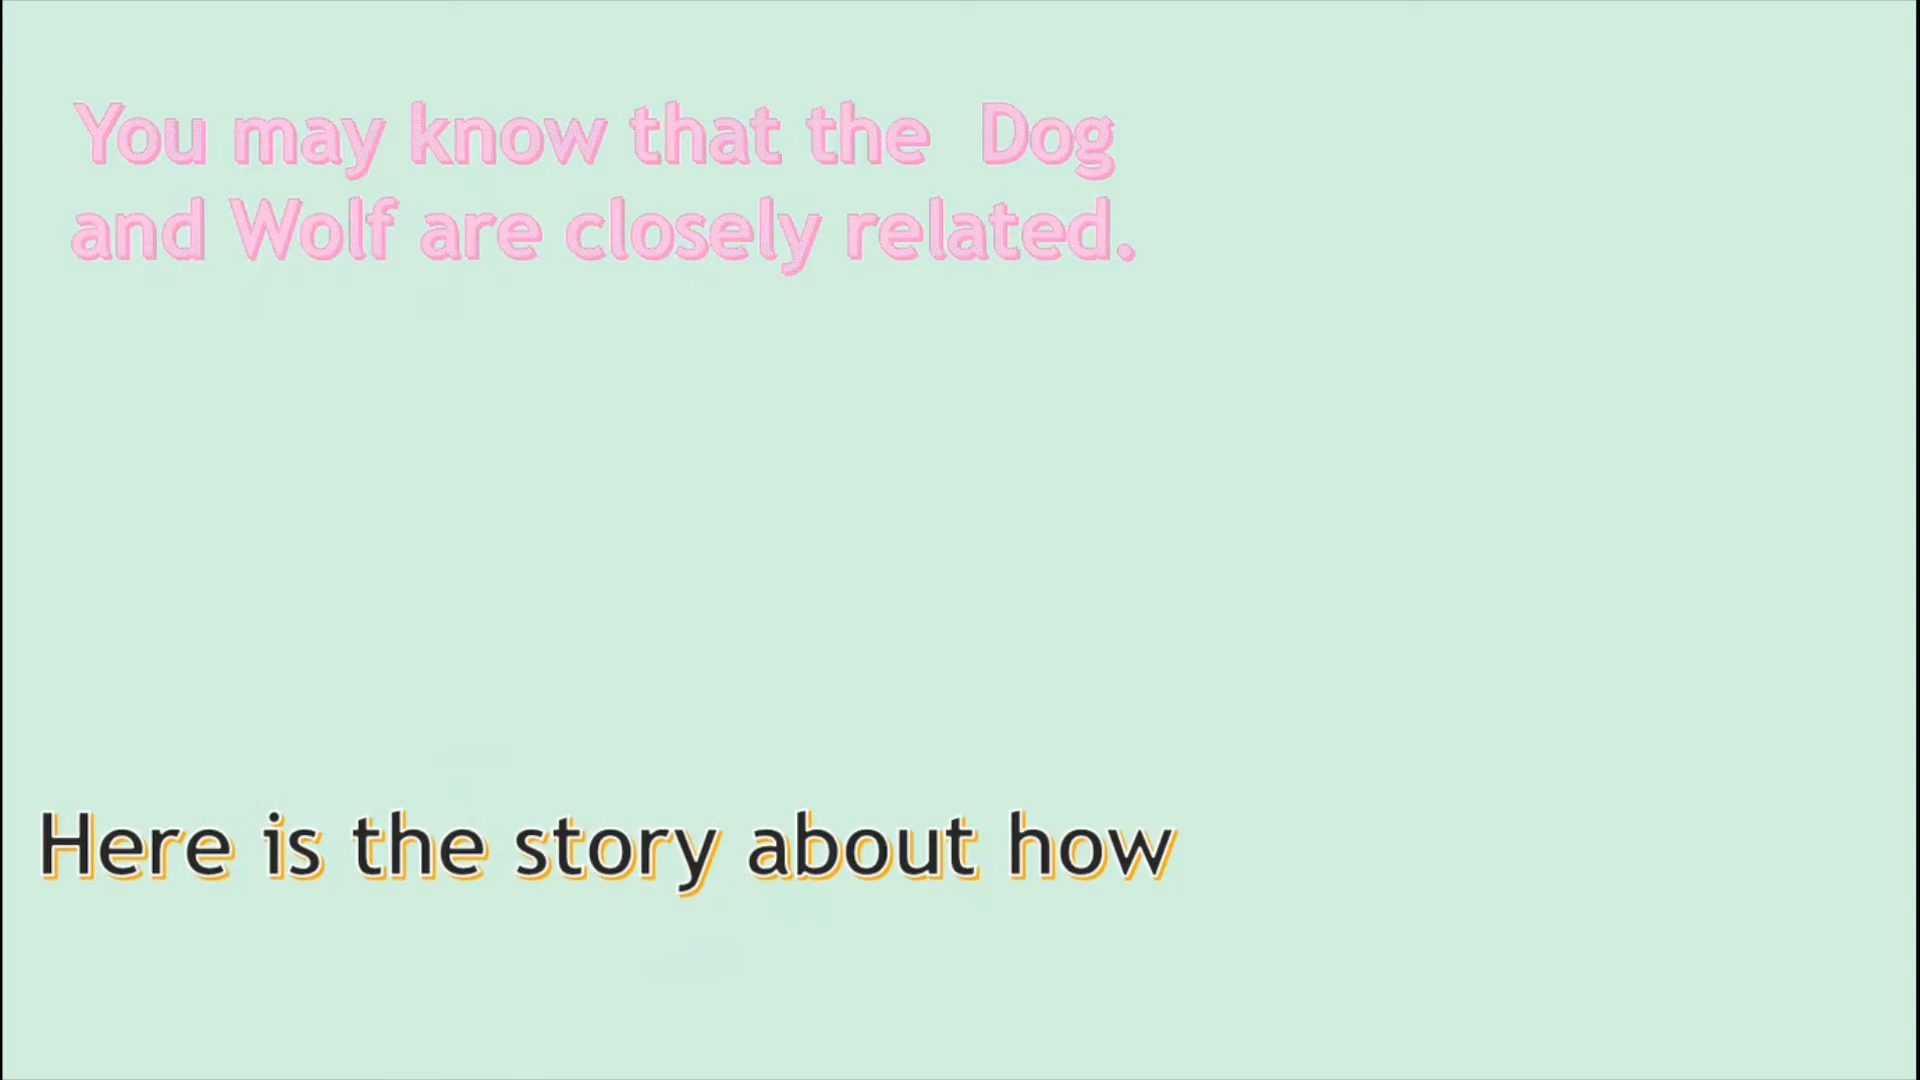 You may know that the  Dog
and Wolf are closely related.
Here is the story about how